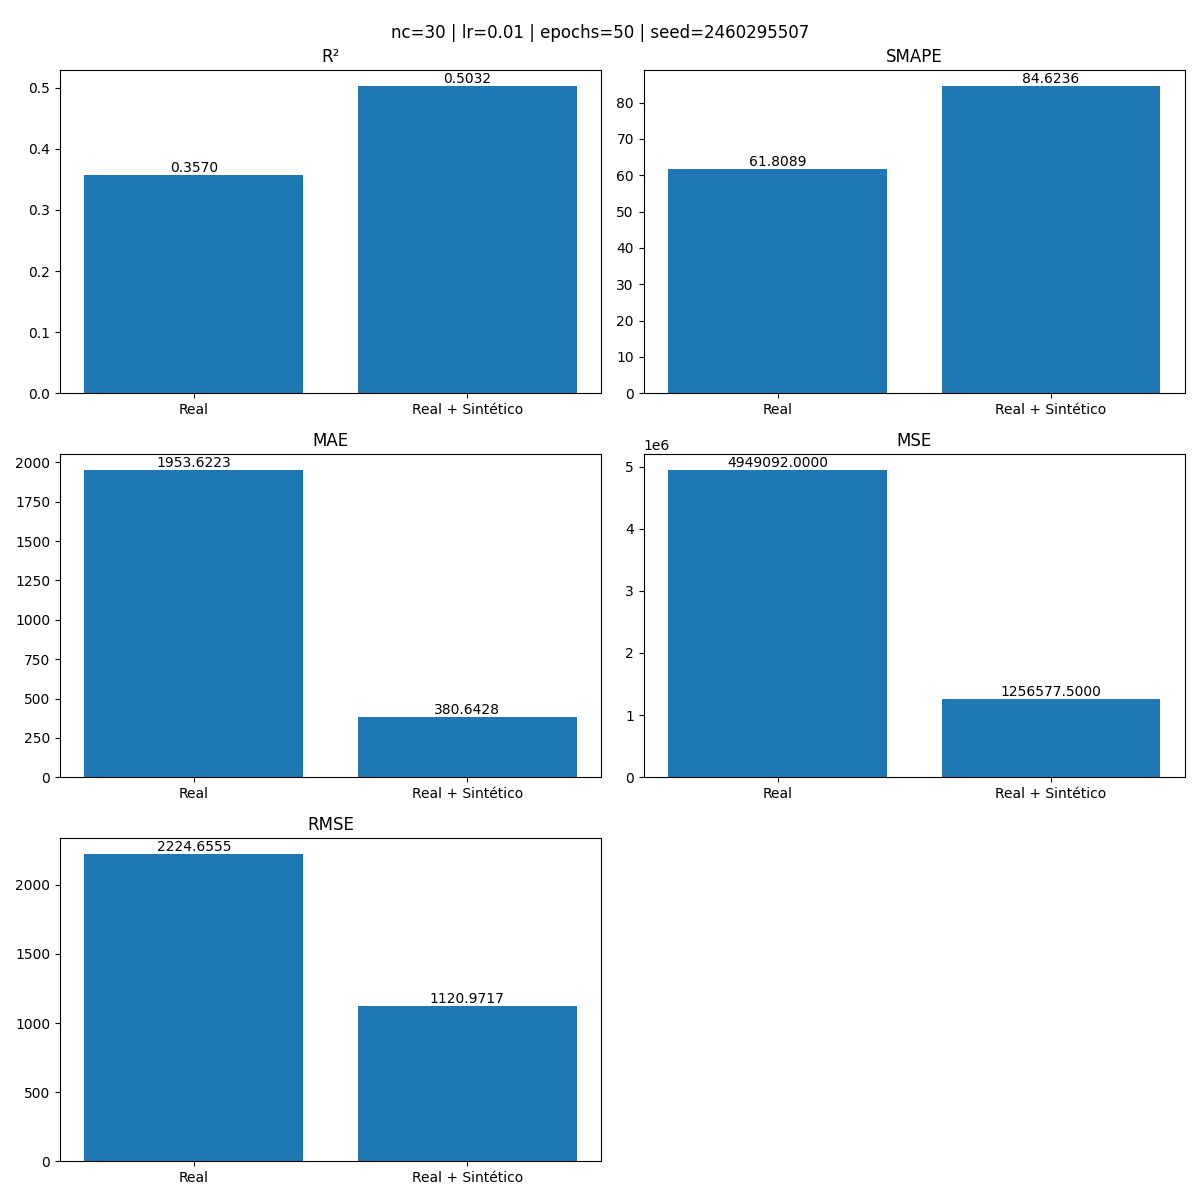 nc=30 | lr=0.01 | epochs=50 | seed=2460295507
R²
0.5
0.4
0.3
0.2
0.1
0.0
0.3570
0.5032
Real
Real + Sintético
SMAPE
80
70
60
50
40
30
20
10
0
61.8089
84.6236
Real
Real + Sintético
MAE
2000
1750
1500
1250
1000
750
500
250
0
1953.6223
380.6428
Real
Real + Sintético
MSE
1e6
5
4
3
2
1
0
4949092.0000
1256577.5000
Real
Real + Sintético
RMSE
2000
1500
1000
500
0
2224.6555
1120.9717
Real
Real + Sintético